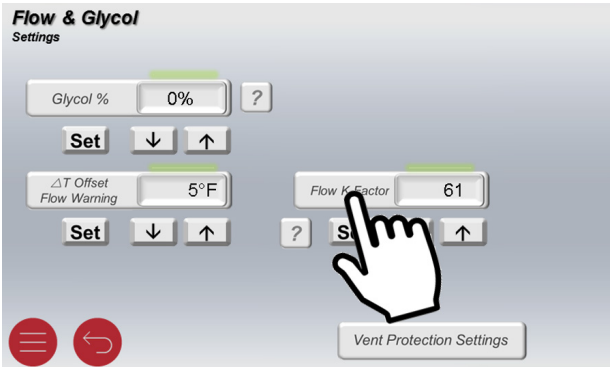 Flow & Glycol
Settings
Glycol %
0%
?
Set
△T Offset
Flow Warning
5°F
Flow K Factor
61
Set
?
Vent Protection Settings